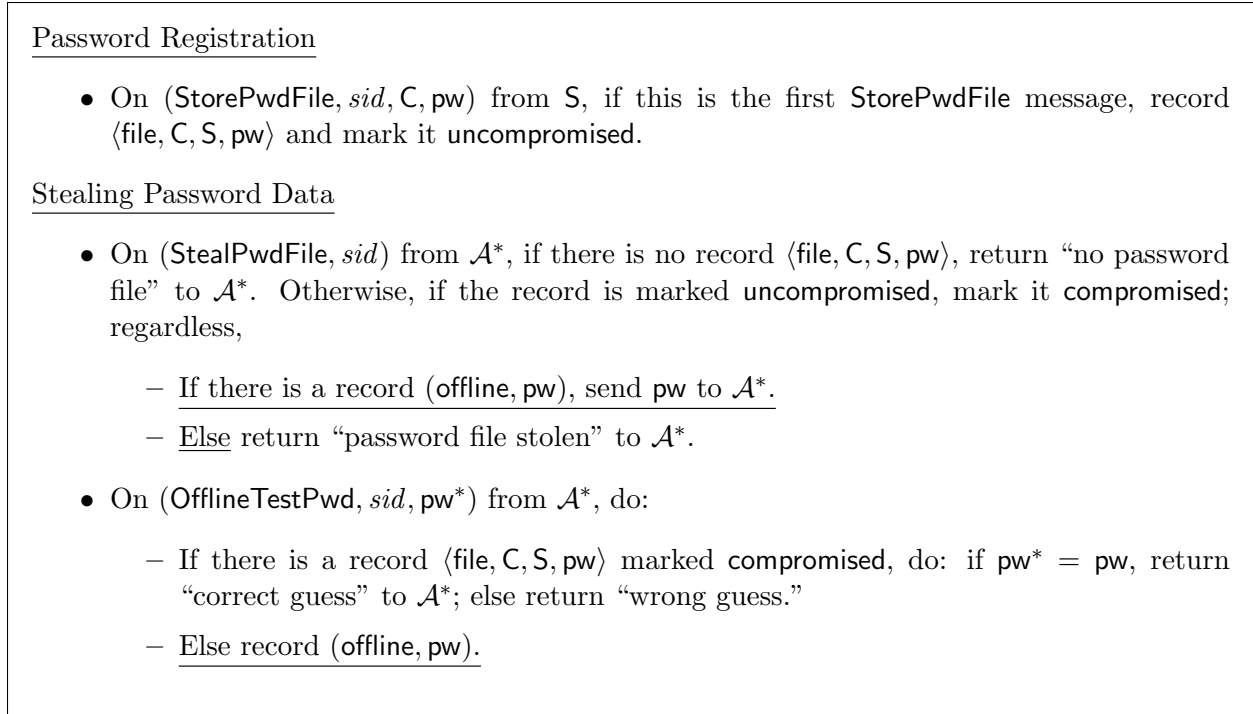 Password Registration
• On (StorePwdFile, sid, C, pw) from S, if this is the first StorePwdFile message, record
⟨file, C, S, pw⟩ and mark it uncompromised.
Stealing Password Data
• On (StealPwdFile, sid) from 𝒜*, if there is no record ⟨file, C, S, pw⟩, return “no password
file” to 𝒜*. Otherwise, if the record is marked uncompromised, mark it compromised;
regardless,
– If there is a record (offline, pw), send pw to 𝒜*.
– Else return “password file stolen” to 𝒜*.
• On (OfflineTestPwd, sid, pw*) from 𝒜*, do:
– If there is a record ⟨file, C, S, pw⟩ marked compromised, do: if pw* = pw, return
“correct guess” to 𝒜*; else return “wrong guess.”
– Else record (offline, pw).